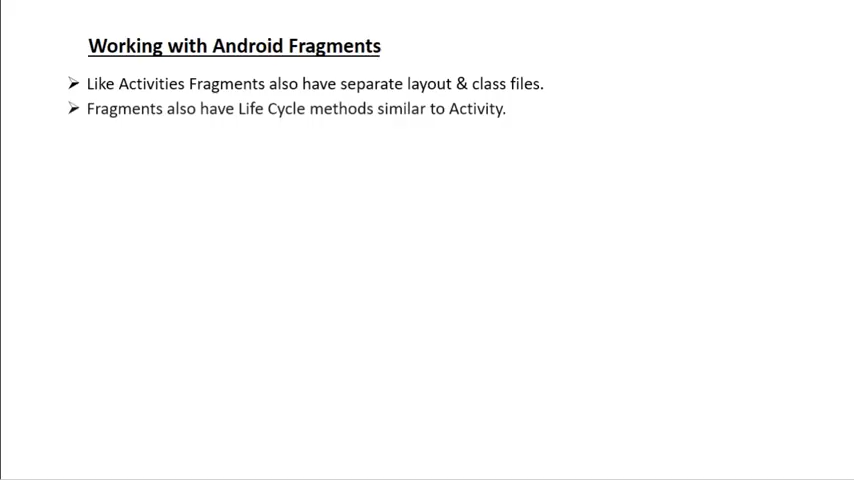 Working with Android Fragments
➢ Like Activities Fragments also have separate layout & class files.
➢ Fragments also have Life Cycle methods similar to Activity.